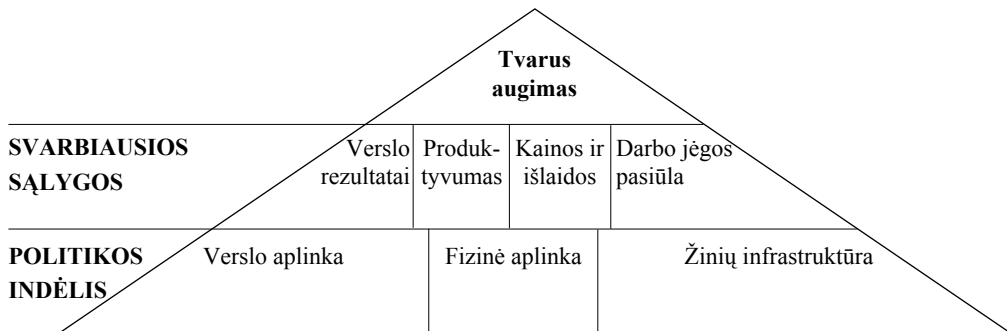 Tvarus
augimas
SVARBIAUSIOS
SĄLYGOS
Verslo
rezultatai
Produk-
tyvumas
Kainos ir
išlaidos
Darbo jėgos
pasiūla
POLITIKOS
INDĖLIS
Verslo aplinka
Fizinė aplinka
Žinių infrastruktūra